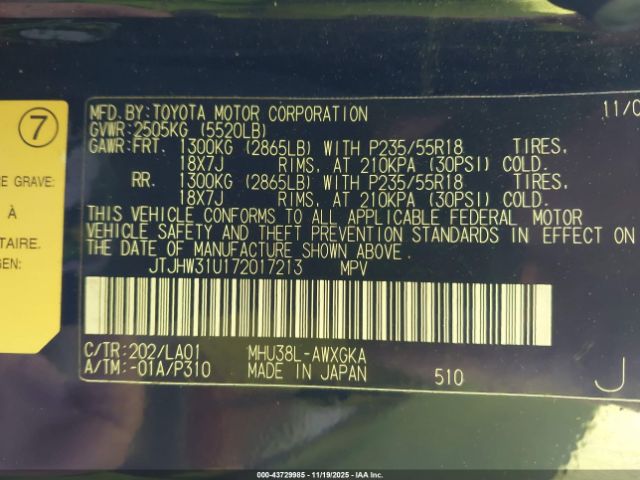 7
E GRAVE:
À
TAIRE.
GEN:
MFD.BY:TOYOTA MOTOR CORPORATION 11/0
GVWR:2505KG (5520LB)
GAWR:FRT. 1300KG (2865LB) WITH P235/55R18 TIRES,
18X7J RIMS, AT 210KPA (30PSI) COLD.
RR. 1300KG (2865LB) WITH P235/55R18 TIRES,
18X7J RIMS, AT 210KPA (30PSI) COLD.
THIS VEHICLE CONFORMS TO ALL APPLICABLE FEDERAL MOTOR
VEHICLE SAFETY AND THEFT PREVENTION STANDARDS IN EFFECT ON
THE DATE OF MANUFACTURE SHOWN ABOVE.
JTJHW31U172017213 MPV
C/TR:202/LA01 MHU38L-AWXGKA
A/TM:-01A/P310 MADE IN JAPAN 510 J
000-43729985 - 11/19/2025 - IAA Inc.